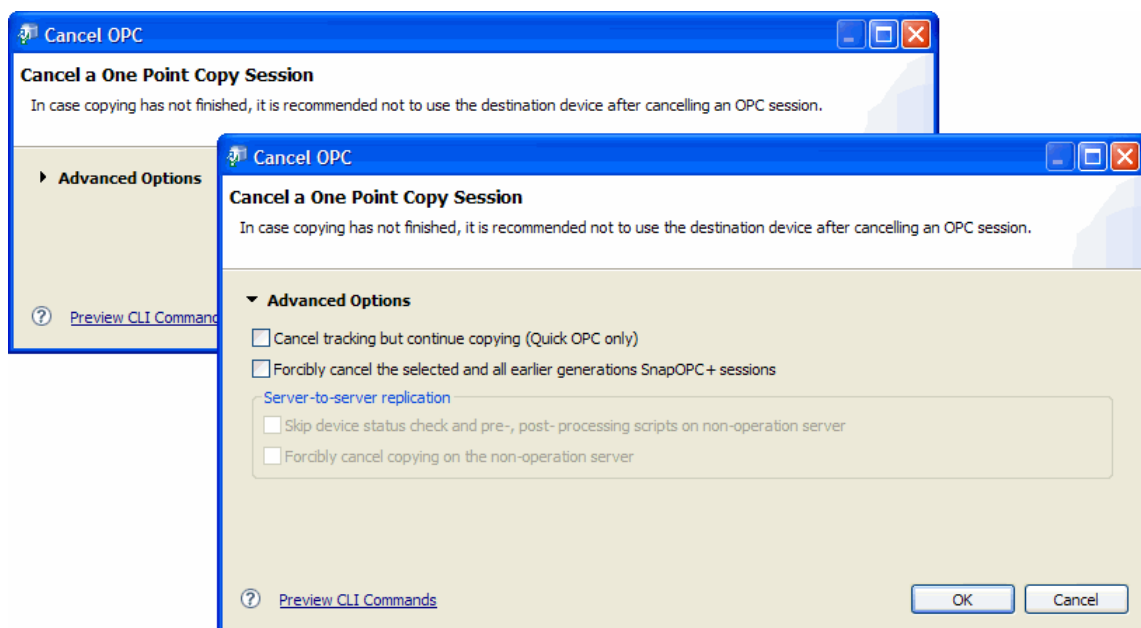 Cancel OPC
Cancel a One Point Copy Session
In case copying has not finished, it is recommended not to use the destination device after cancelling an OPC session.
Advanced Options
? Preview CLI
Cancel OPC
Cancel a One Point Copy Session
In case copying has not finished, it is recommended not to use the destination device after cancelling an OPC session.
Advanced Options
Cancel tracking but continue copying (Quick OPC only)
Forcibly cancel the selected and all earlier generations SnapOPC+ sessions
Server-to-server replication
Skip device status check and pre-, post- processing scripts on non-operation server
Forcibly cancel copying on the non-operation server
? Preview CLI Commands
OK Cancel